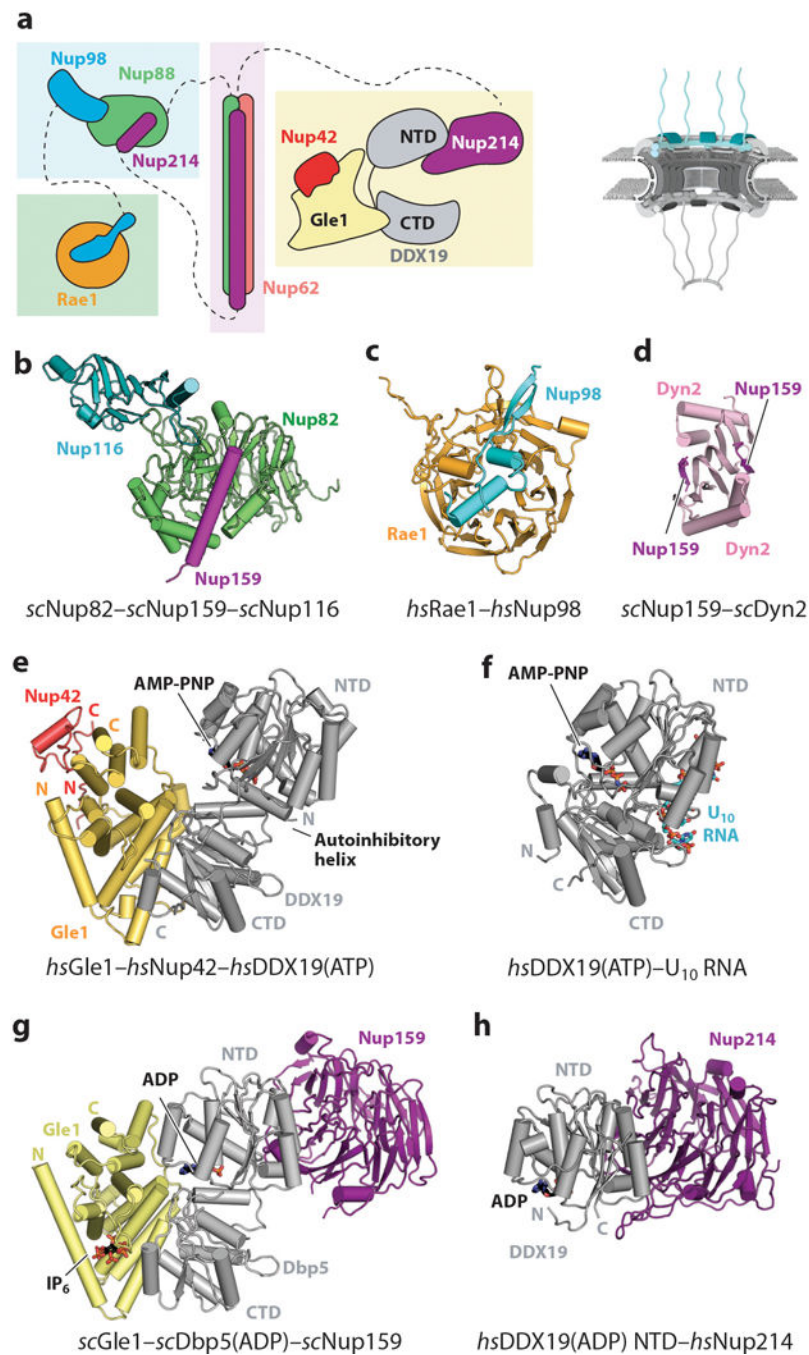 a
Nup98
Nup88
Nup214
Rae1
Nup62
Nup42
Gle1
NTD
Nup214
CTD
DDX19
b
Nup116
Nup82
Nup159
scNup82–scNup159–scNup116
c
Nup98
Rae1
hsRae1–hsNup98
d
Dyn2
Nup159
Nup159
Dyn2
scNup159–scDyn2
e
Nup42
C
C
N
N
Gle1
AMP-PNP
NTD
N
Autoinhibitory
helix
DDX19
C
CTD
hsGle1–hsNup42–hsDDX19(ATP)
f
AMP-PNP
NTD
U₁₀
RNA
N
C
CTD
hsDDX19(ATP)–U₁₀ RNA
g
Nup159
NTD
ADP
Gle1
C
N
IP₆
Dbp5
CTD
scGle1–scDbp5(ADP)–scNup159
h
Nup214
NTD
ADP
N
C
DDX19
hsDDX19(ADP) NTD–hsNup214